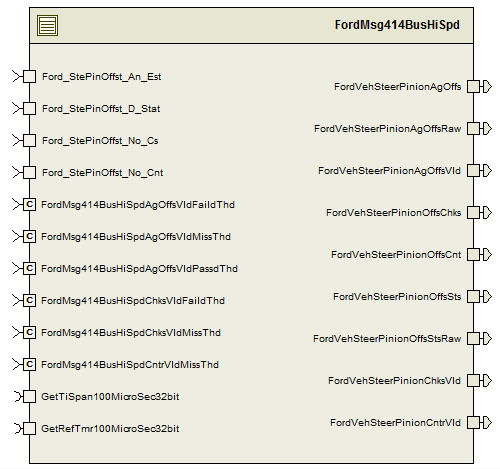 FordMsg414BusHiSpd
Ford_StePinOffst_An_Est
Ford_StePinOffst_D_Stat
Ford_StePinOffst_No_Cs
Ford_StePinOffst_No_Cnt
C FordMsg414BusHiSpdAgOffsVldFaildThd
C FordMsg414BusHiSpdAgOffsVldMissThd
C FordMsg414BusHiSpdAgOffsVldPassdThd
C FordMsg414BusHiSpdChksVldFaildThd
C FordMsg414BusHiSpdChksVldMissThd
C FordMsg414BusHiSpdCntrVldMissThd
GetTiSpan100MicroSec32bit
GetRefTmr100MicroSec32bit
FordVehSteerPinionAgOffs
FordVehSteerPinionAgOffsRaw
FordVehSteerPinionAgOffsVld
FordVehSteerPinionOffsChks
FordVehSteerPinionOffsCnt
FordVehSteerPinionOffsSts
FordVehSteerPinionOffsStsRaw
FordVehSteerPinionChksVld
FordVehSteerPinionCntrVld